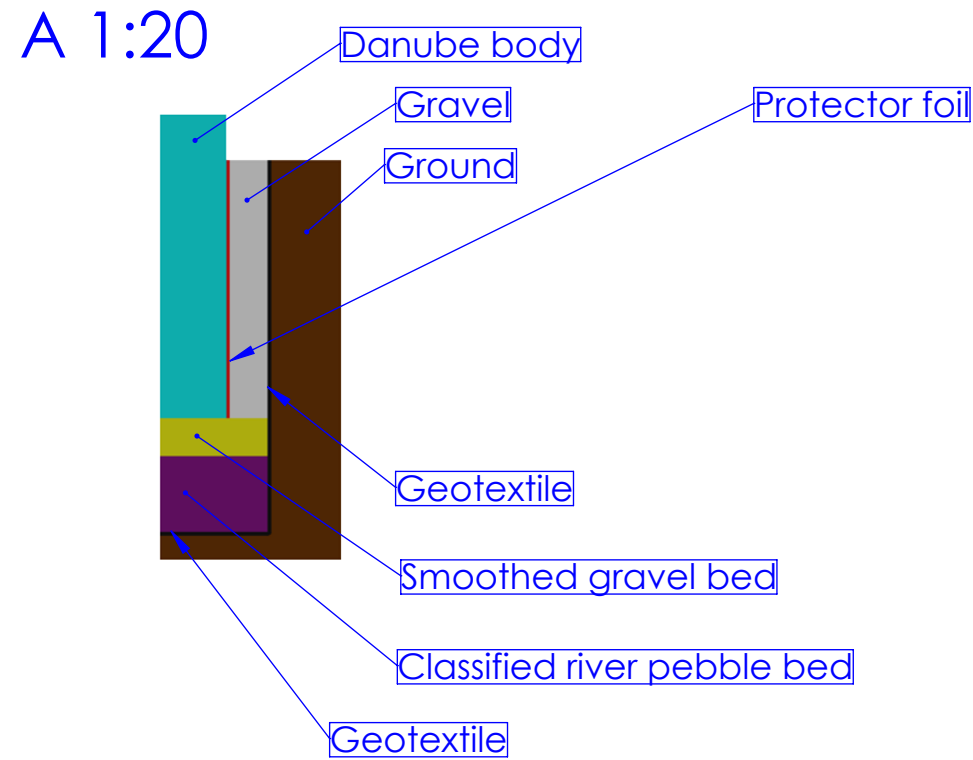 A 1:20
Danube body
Gravel
Protector foil
Ground
Geotextile
Smoothed gravel bed
Classified river pebble bed
Geotextile